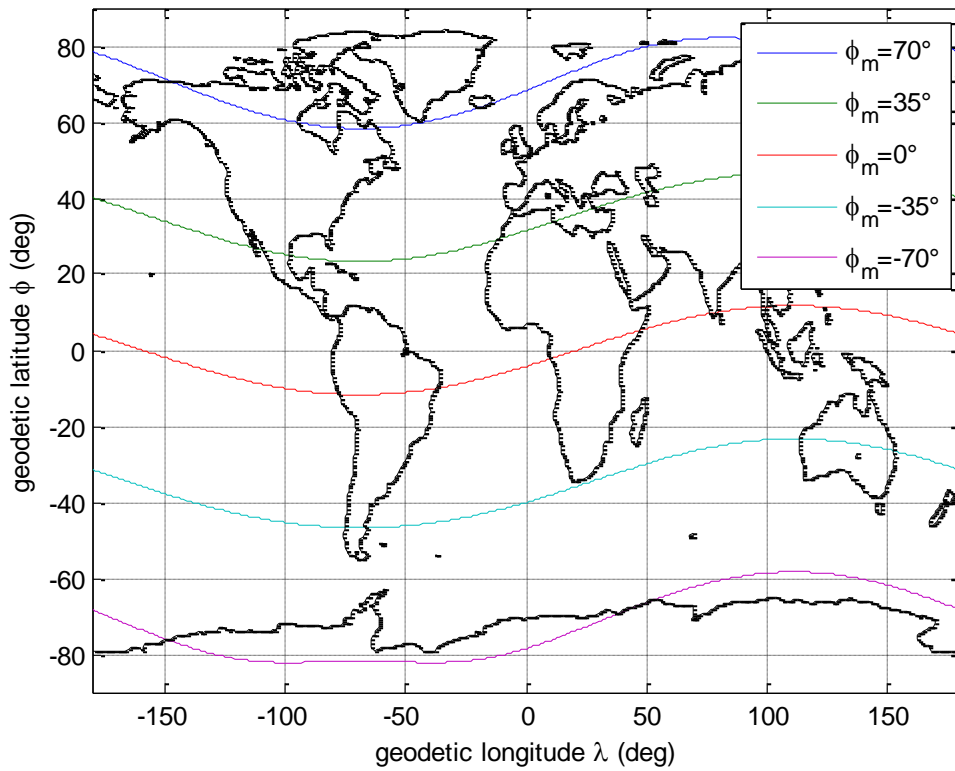 geodetic latitude ϕ (deg)
80
60
40
20
0
-20
-40
-60
-80
-150
-100
-50
0
50
100
150
geodetic longitude λ (deg)
ϕm=70°
ϕm=35°
ϕm=0°
ϕm=-35°
ϕm=-70°